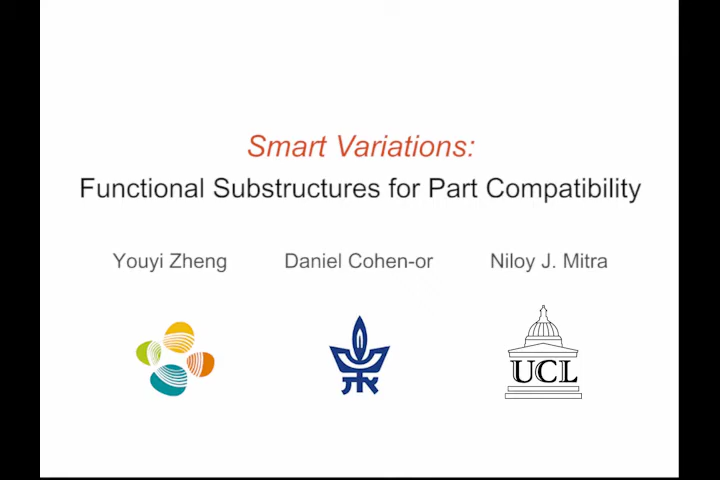 Smart Variations:
Functional Substructures for Part Compatibility
Youyi Zheng Daniel Cohen-or Niloy J. Mitra
UCL